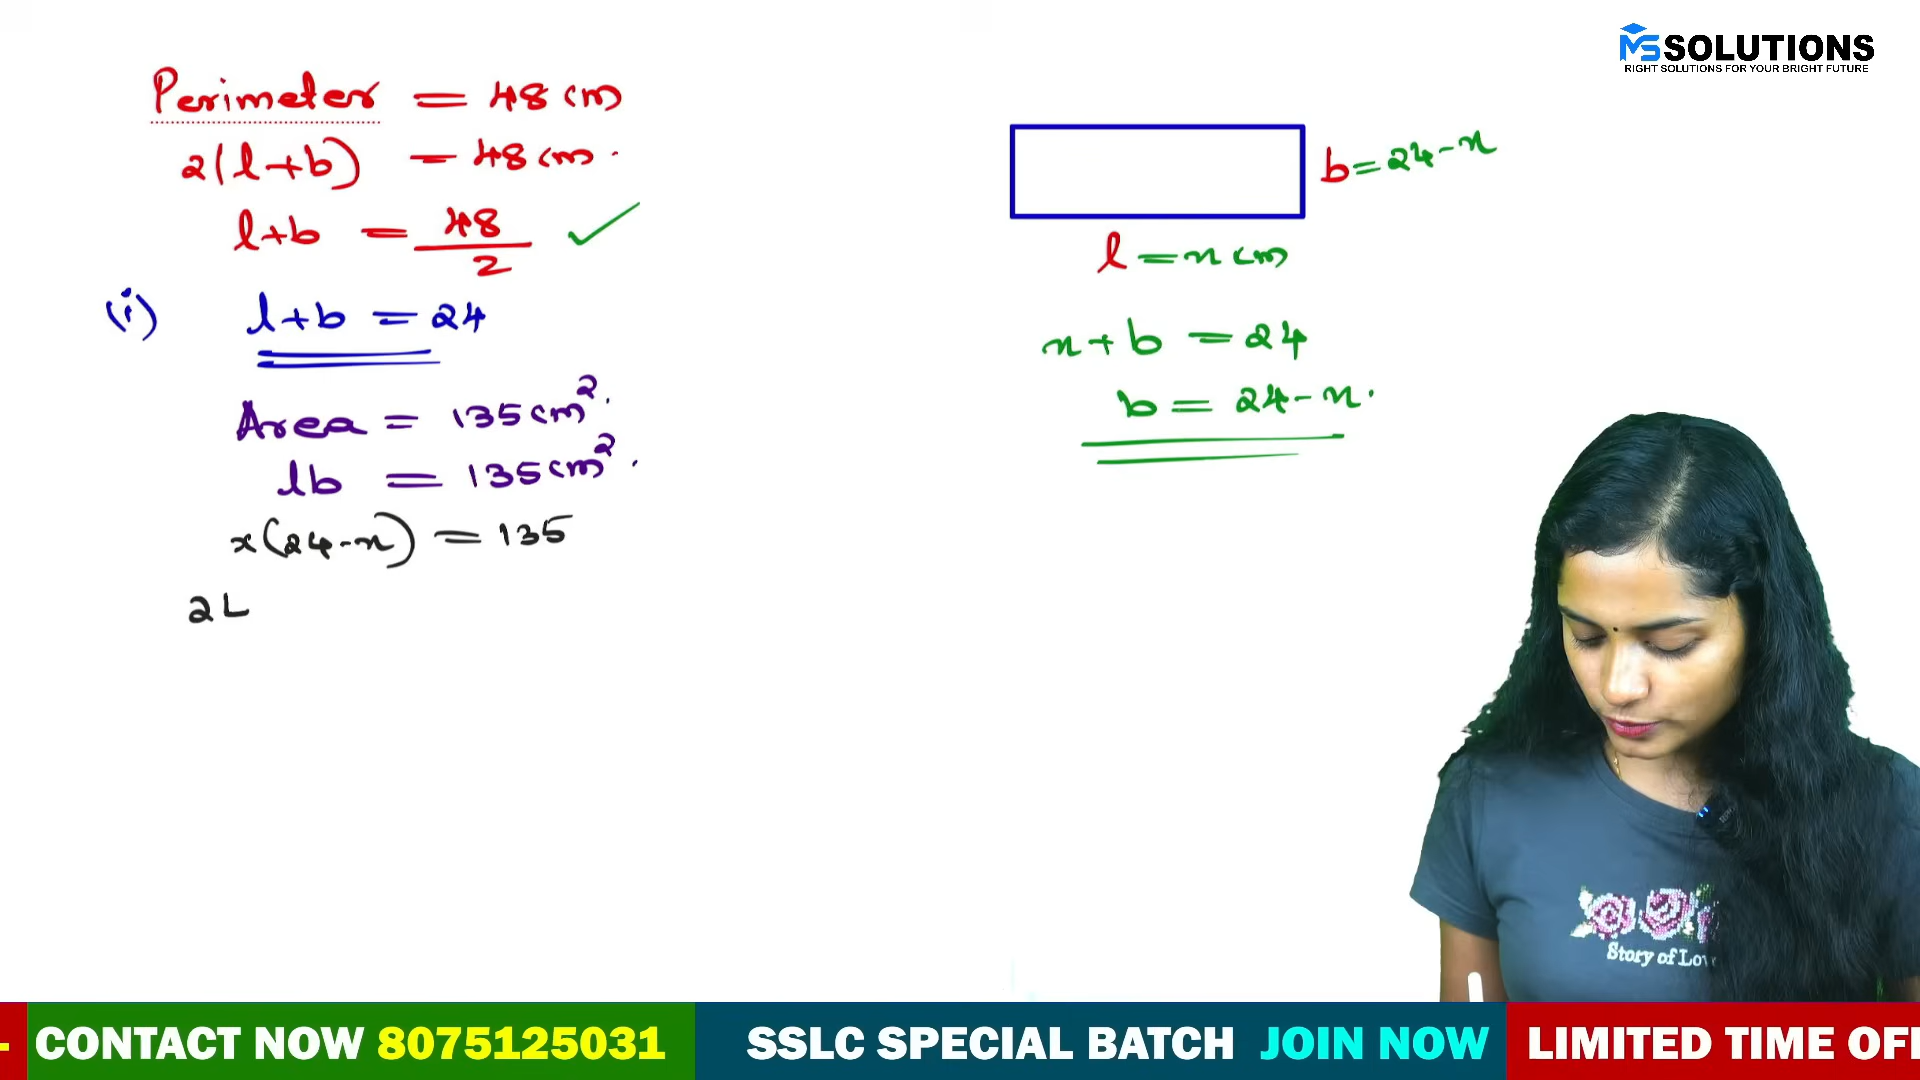 Perimeter = 48 cm
2(l+b) = 48 cm.
l+b = 48/2 ✓
(i) l+b = 24
Area = 135 cm².
lb = 135 cm².
x(24-x) = 135
2L
b = 24-x
l = x cm
x+b = 24
b = 24-x.
MS SOLUTIONS
RIGHT SOLUTIONS FOR YOUR BRIGHT FUTURE
Story of Lov
- CONTACT NOW 8075125031 SSLC SPECIAL BATCH JOIN NOW LIMITED TIME OF